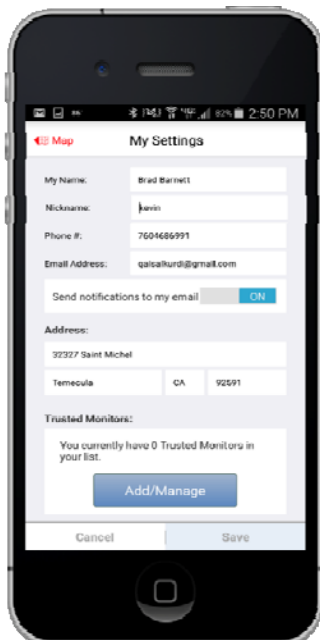 82% 2:50 PM
Map My Settings
My Name: Brad Barnett
Nickname: kevin
Phone #: 7604686991
Email Address: qaisalkurdi@gmail.com
Send notifications to my email ON
Address:
32327 Saint Michel
Temecula CA 92591
Trusted Monitors:
You currently have 0 Trusted Monitors in
your list.
Add/Manage
Cancel Save